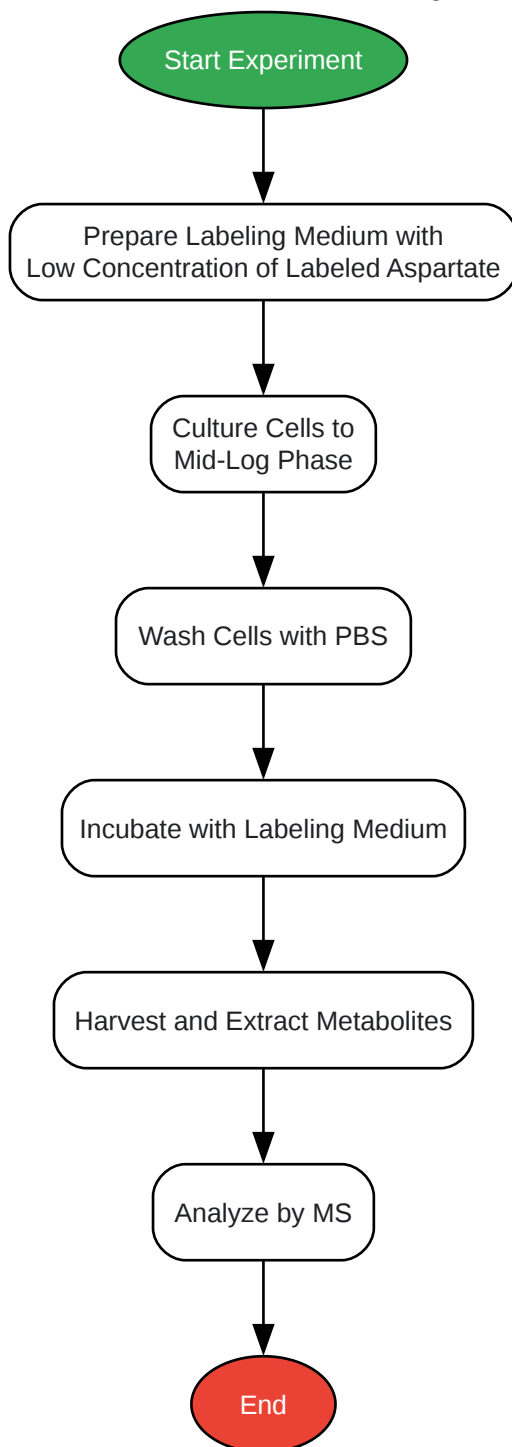 Start Experiment
Prepare Labeling Medium with
Low Concentration of Labeled Aspartate
Culture Cells to
Mid-Log Phase
Wash Cells with PBS
Incubate with Labeling Medium
Harvest and Extract Metabolites
Analyze by MS
End